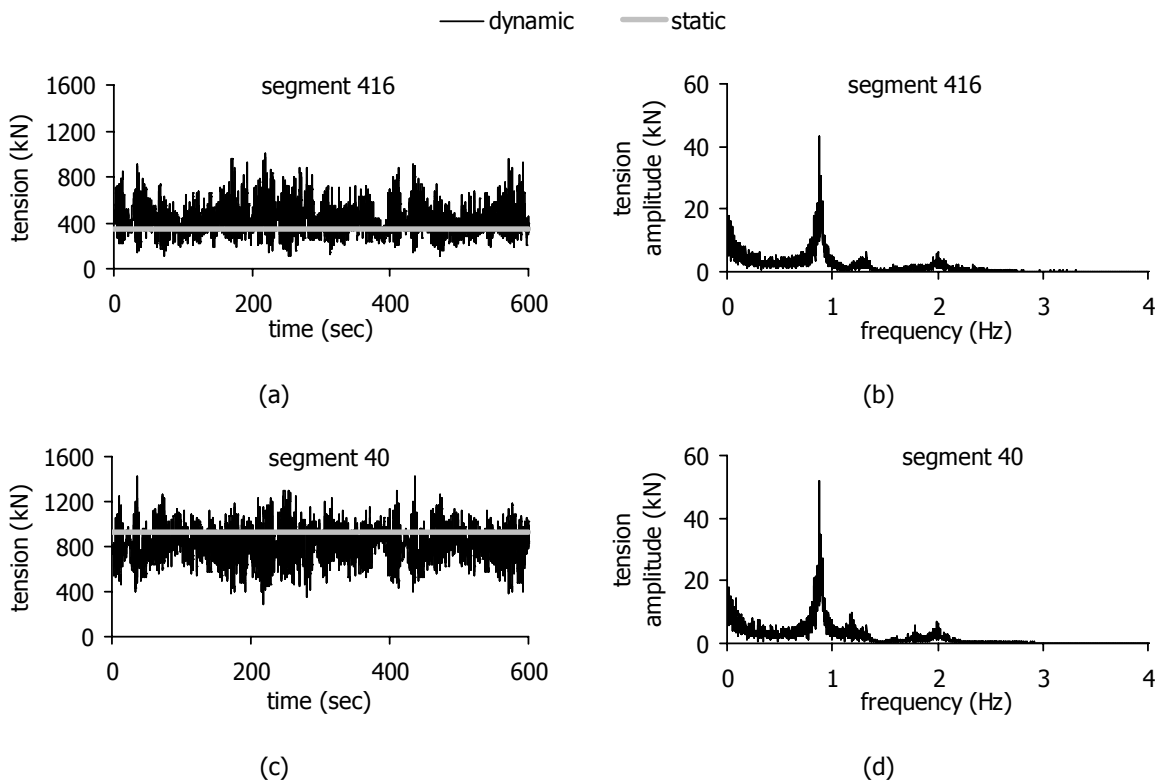 dynamic static
segment 416
1600
1200
800
400
0
tension (kN)
0 200 400 600
time (sec)
(a)
segment 416
60
40
20
0
tension
amplitude (kN)
0 1 2 3 4
frequency (Hz)
(b)
segment 40
1600
1200
800
400
0
tension (kN)
0 200 400 600
time (sec)
(c)
segment 40
60
40
20
0
tension
amplitude (kN)
0 1 2 3 4
frequency (Hz)
(d)